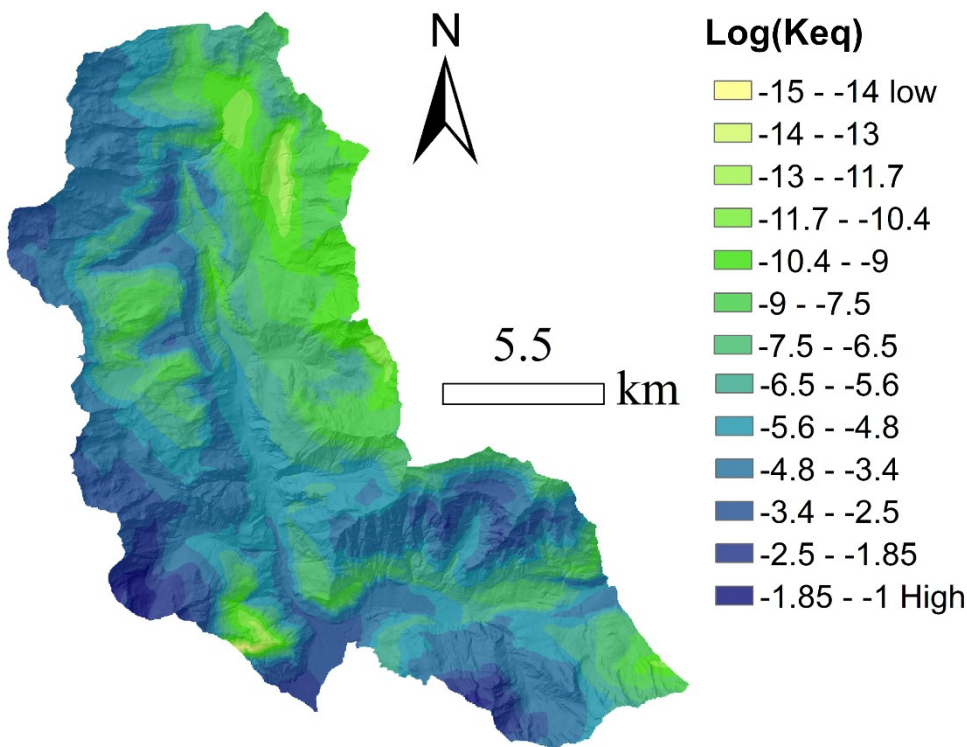 N
Log(Keq)
-15 - -14 low
-14 - -13
-13 - -11.7
-11.7 - -10.4
-10.4 - -9
-9 - -7.5
-7.5 - -6.5
-6.5 - -5.6
-5.6 - -4.8
-4.8 - -3.4
-3.4 - -2.5
-2.5 - -1.85
-1.85 - -1 High
5.5
km